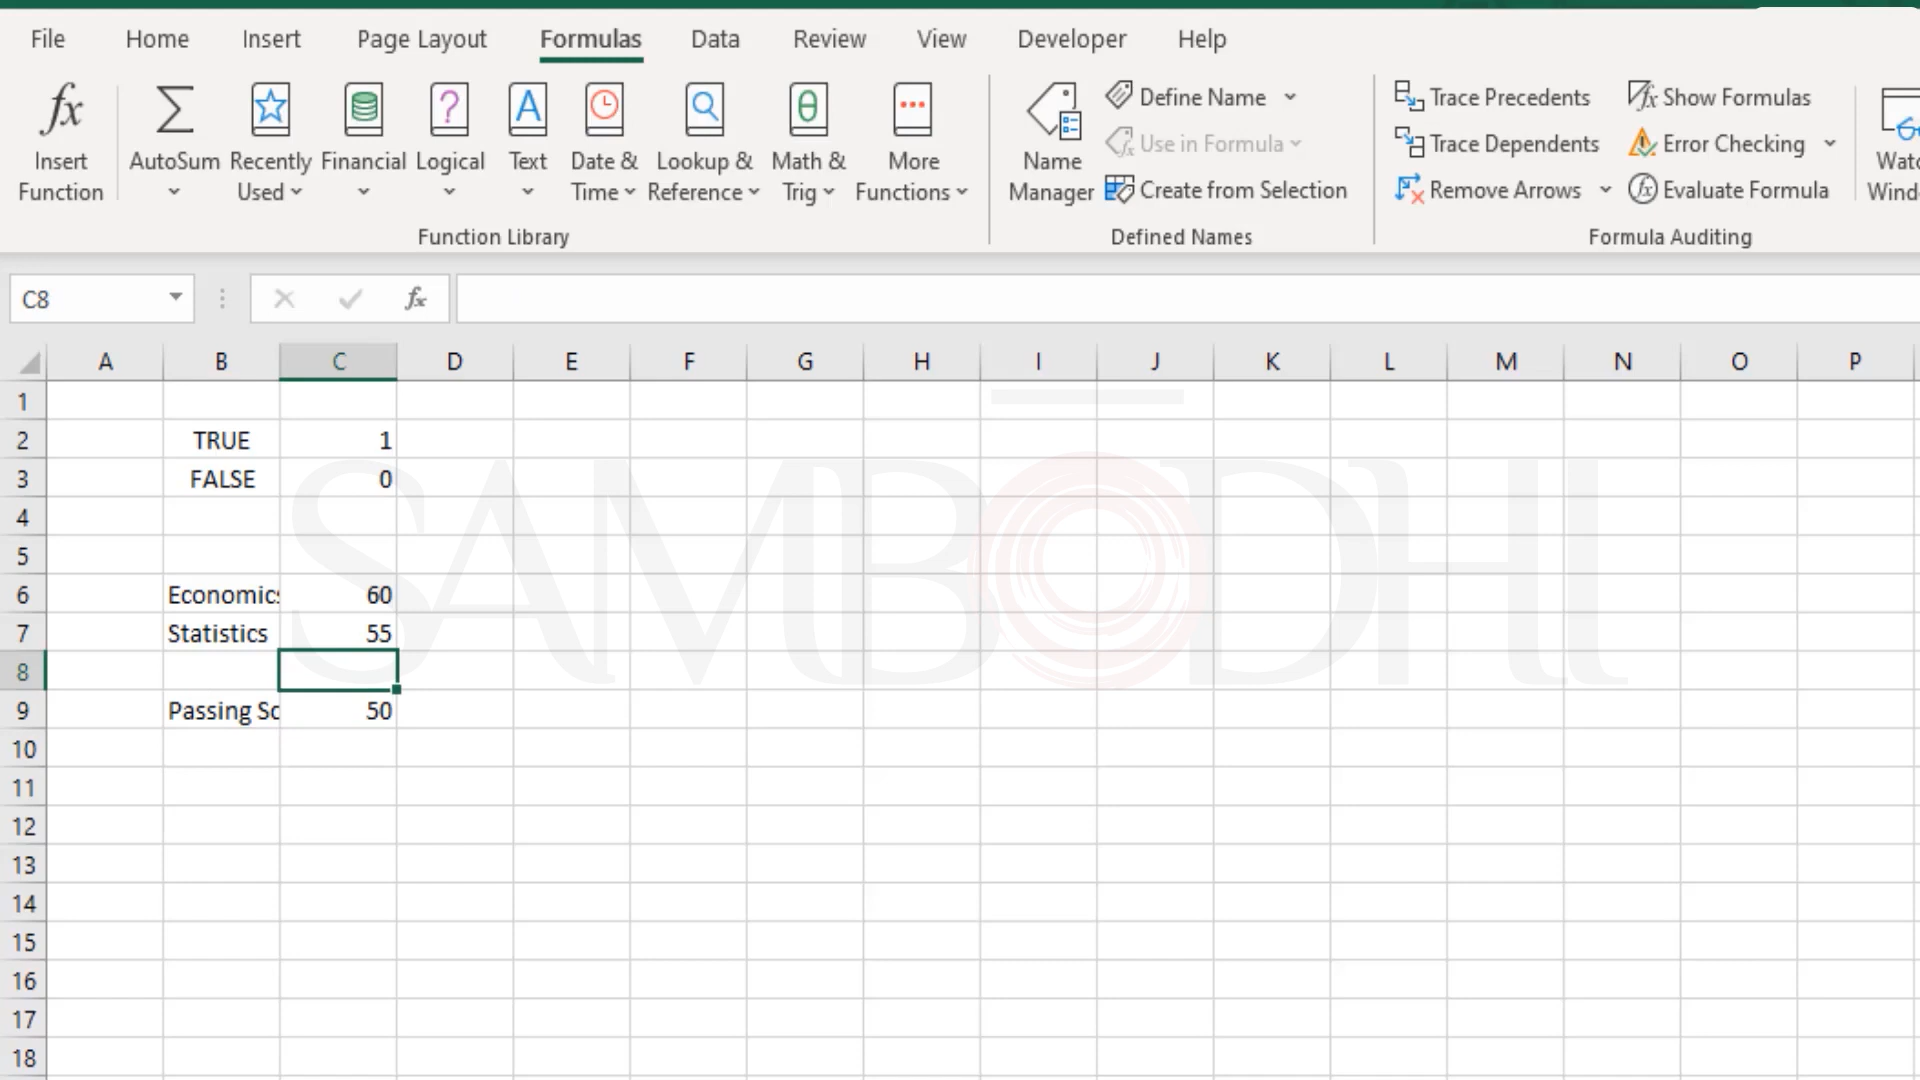 File Home Insert Page Layout Formulas Data Review View Developer Help
fx Insert Function
AutoSum
Recently Used
Financial
Logical
Text
Date & Time
Lookup & Reference
Math & Trig
More Functions
Function Library
Name Manager
Define Name
Use in Formula
Create from Selection
Defined Names
Trace Precedents
Trace Dependents
Remove Arrows
Show Formulas
Error Checking
Evaluate Formula
Formula Auditing
C8 fx
A B C D E F G H I J K L M N O P
1
2 TRUE 1
3 FALSE 0
4
5
6 Economics 60
7 Statistics 55
8
9 Passing Sc 50
10
11
12
13
14
15
16
17
18
SAMBODHI